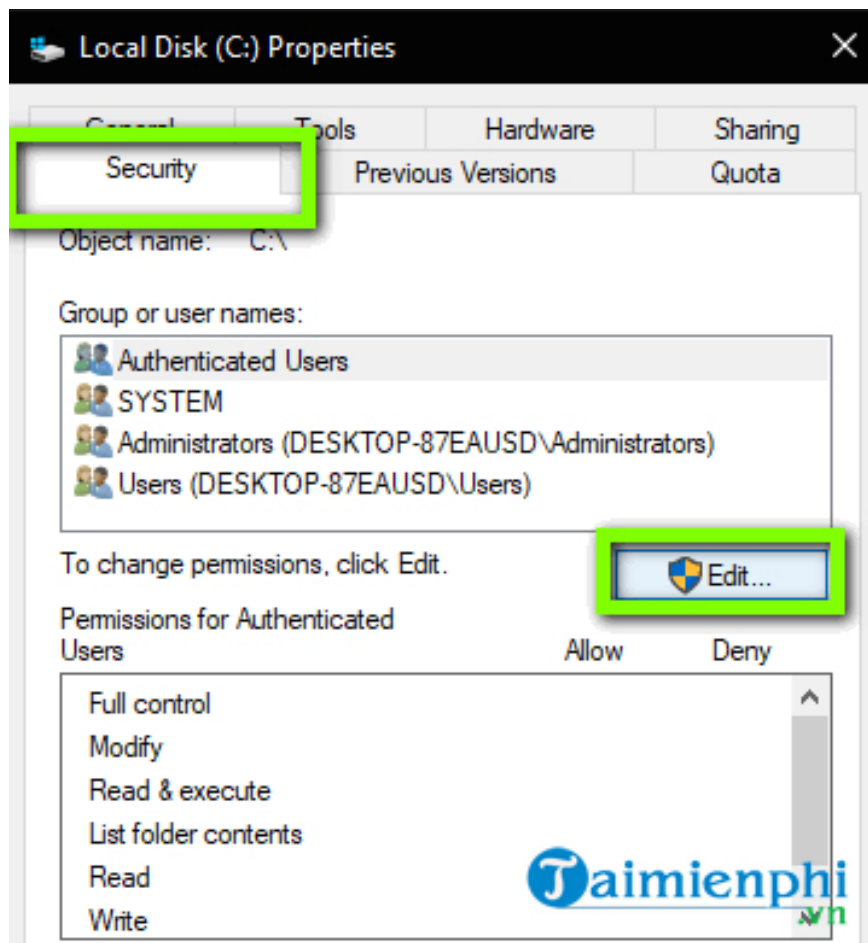 Local Disk (C:) Properties
General Tools Hardware Sharing
Security Previous Versions Quota
Object name: C:\
Group or user names:
Authenticated Users
SYSTEM
Administrators (DESKTOP-87EAUSD\Administrators)
Users (DESKTOP-87EAUSD\Users)
To change permissions, click Edit.
Edit...
Permissions for Authenticated
Users Allow Deny
Full control
Modify
Read & execute
List folder contents
Read
Write
Taimienphi
.vn